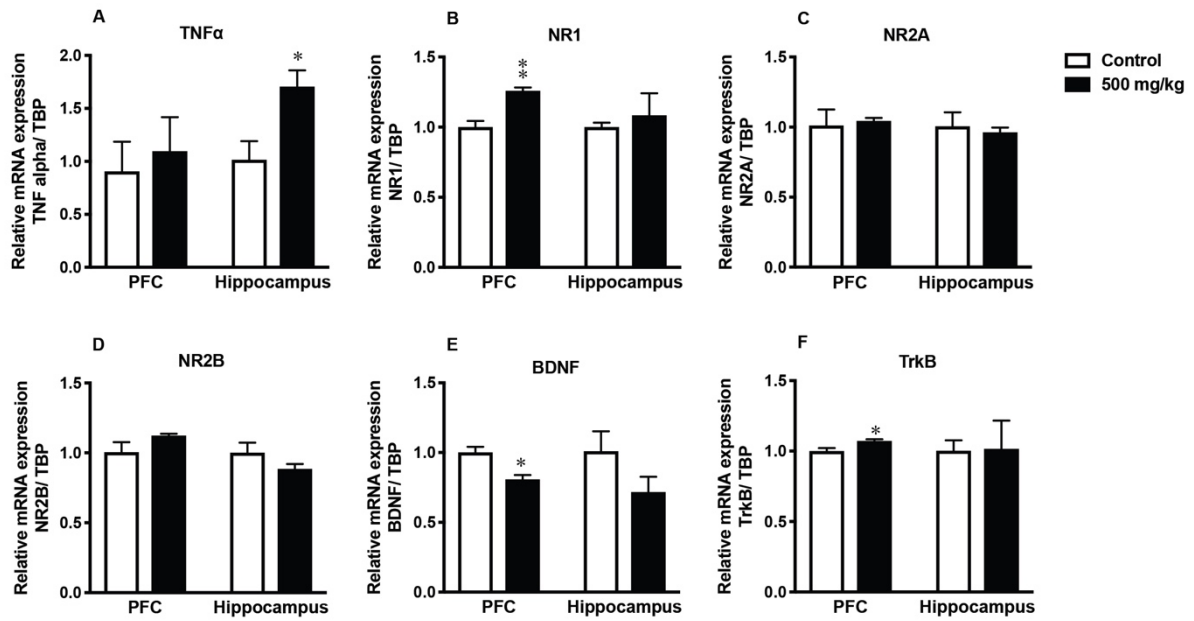 A
TNFα
Relative mRNA expression
TNF alpha/ TBP
2.0
1.5
1.0
0.5
0.0
*
PFC
Hippocampus
B
NR1
Relative mRNA expression
NR1/ TBP
1.5
1.0
0.5
0.0
**
PFC
Hippocampus
C
NR2A
Relative mRNA expression
NR2A/ TBP
1.5
1.0
0.5
0.0
PFC
Hippocampus
Control
500 mg/kg
D
NR2B
Relative mRNA expression
NR2B/ TBP
1.5
1.0
0.5
0.0
PFC
Hippocampus
E
BDNF
Relative mRNA expression
BDNF/ TBP
1.5
1.0
0.5
0.0
*
PFC
Hippocampus
F
TrkB
Relative mRNA expression
TrkB/ TBP
1.5
1.0
0.5
0.0
*
PFC
Hippocampus